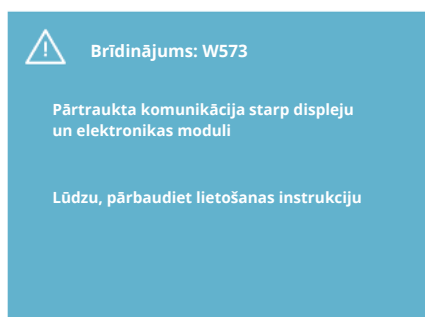 Brīdinājums: W573
Pārtraukta komunikācija starp displeju
un elektronikas moduli
Lūdzu, pārbaudiet lietošanas instrukciju